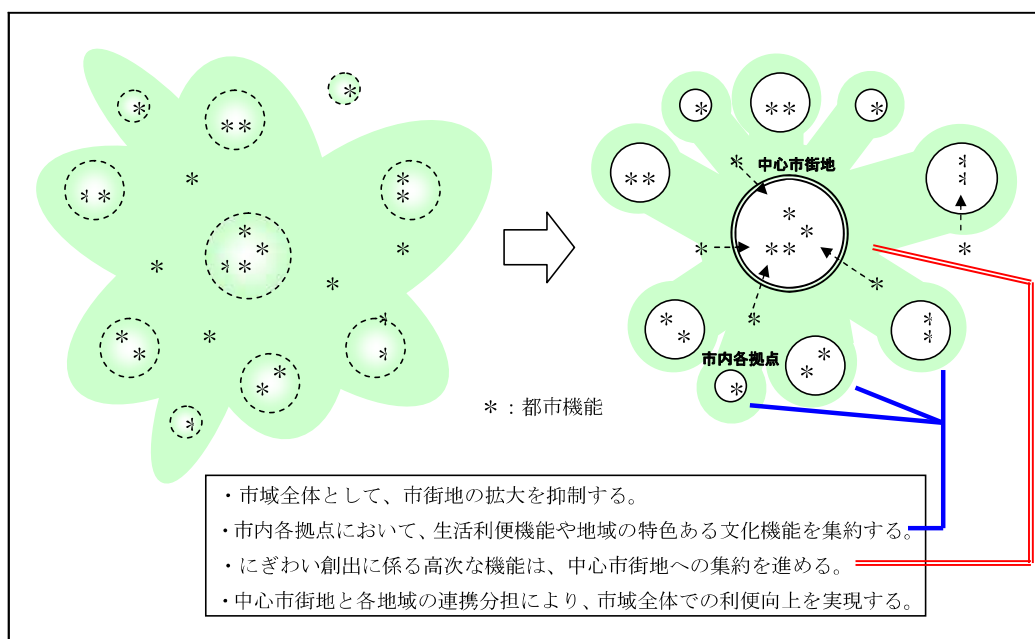 中心市街地
市内各拠点
＊：都市機能
・市域全体として、市街地の拡大を抑制する。
・市内各拠点において、生活利便機能や地域の特色ある文化機能を集約する。
・にぎわい創出に係る高次な機能は、中心市街地への集約を進める。
・中心市街地と各地域の連携分担により、市域全体での利便向上を実現する。